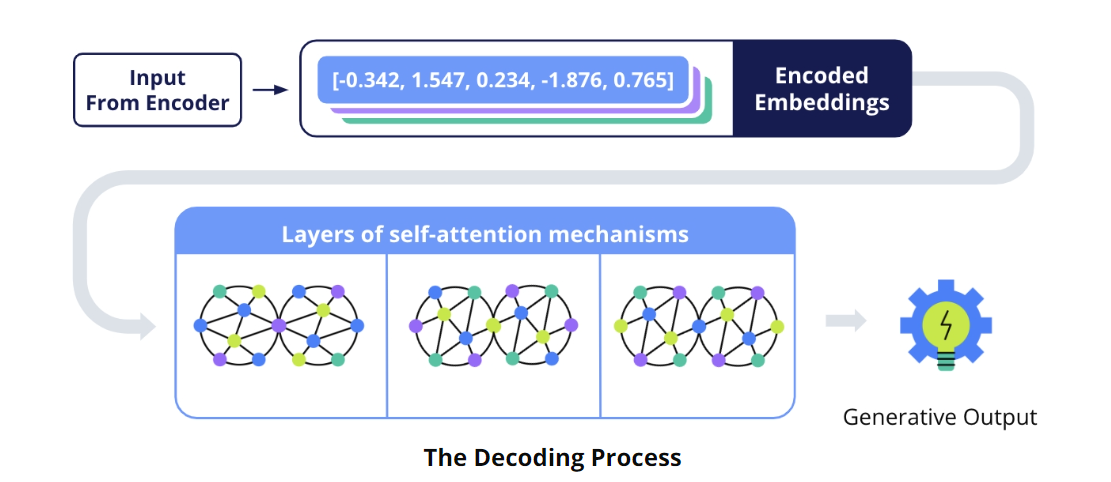 Input
From Encoder
[-0.342, 1.547, 0.234, -1.876, 0.765]
Encoded
Embeddings
Layers of self-attention mechanisms
Generative Output
The Decoding Process